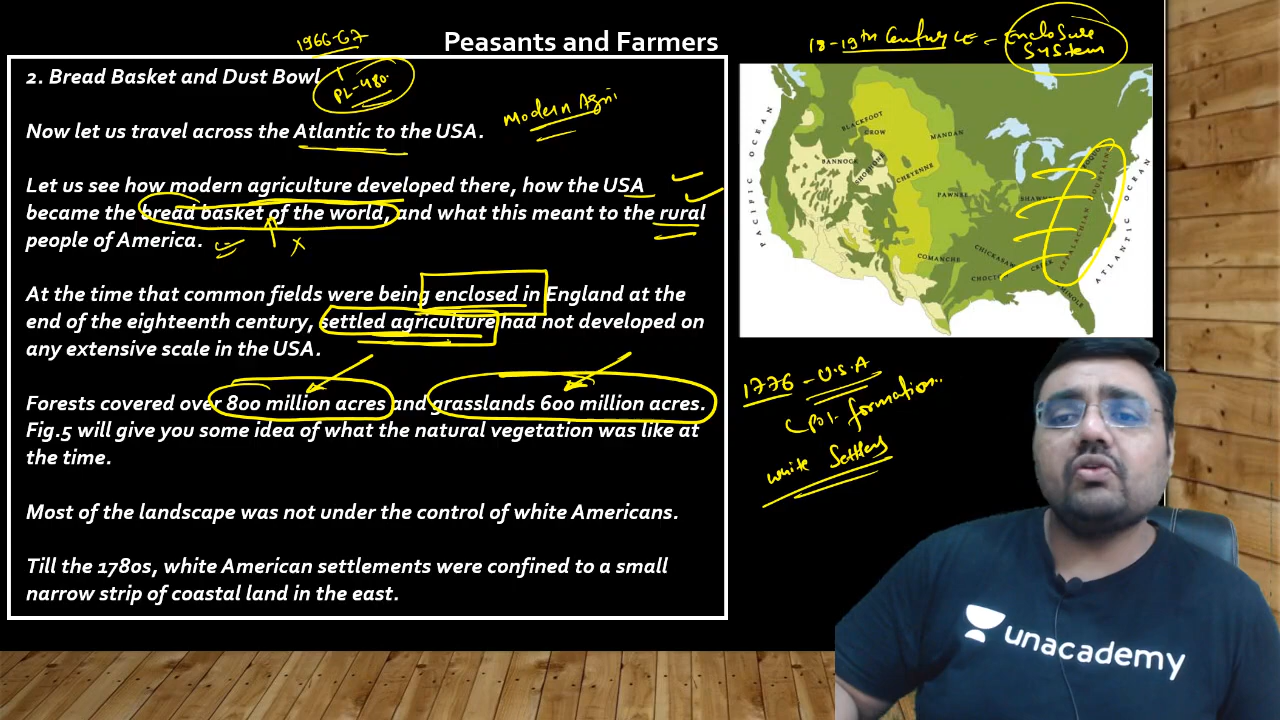 1966-67
Peasants and Farmers
18-19th Century CE - Enclosure
System
2. Bread Basket and Dust Bowl
PL-480.
Modern Agri
Now let us travel across the Atlantic to the USA.
Let us see how modern agriculture developed there, how the USA
became the bread basket of the world, and what this meant to the rural
people of America.
At the time that common fields were being enclosed in England at the
end of the eighteenth century, settled agriculture had not developed on
any extensive scale in the USA.
Forests covered over 800 million acres and grasslands 600 million acres.
Fig.5 will give you some idea of what the natural vegetation was like at
the time.
Most of the landscape was not under the control of white Americans.
Till the 1780s, white American settlements were confined to a small
narrow strip of coastal land in the east.
PACIFIC OCEAN
BLACKFOOT
CROW
MANDAN
BANNOCK
SHOSHONE
CHEYENNE
PAWNEE
SHAWN
APPALACHIAN MOUNTAINS
ATLANTIC OCEAN
COMANCHE
CHICKASAW
CREEK
CHOCT
1776 - U.S.A
Pol. formation..
White Settlers
unacademy